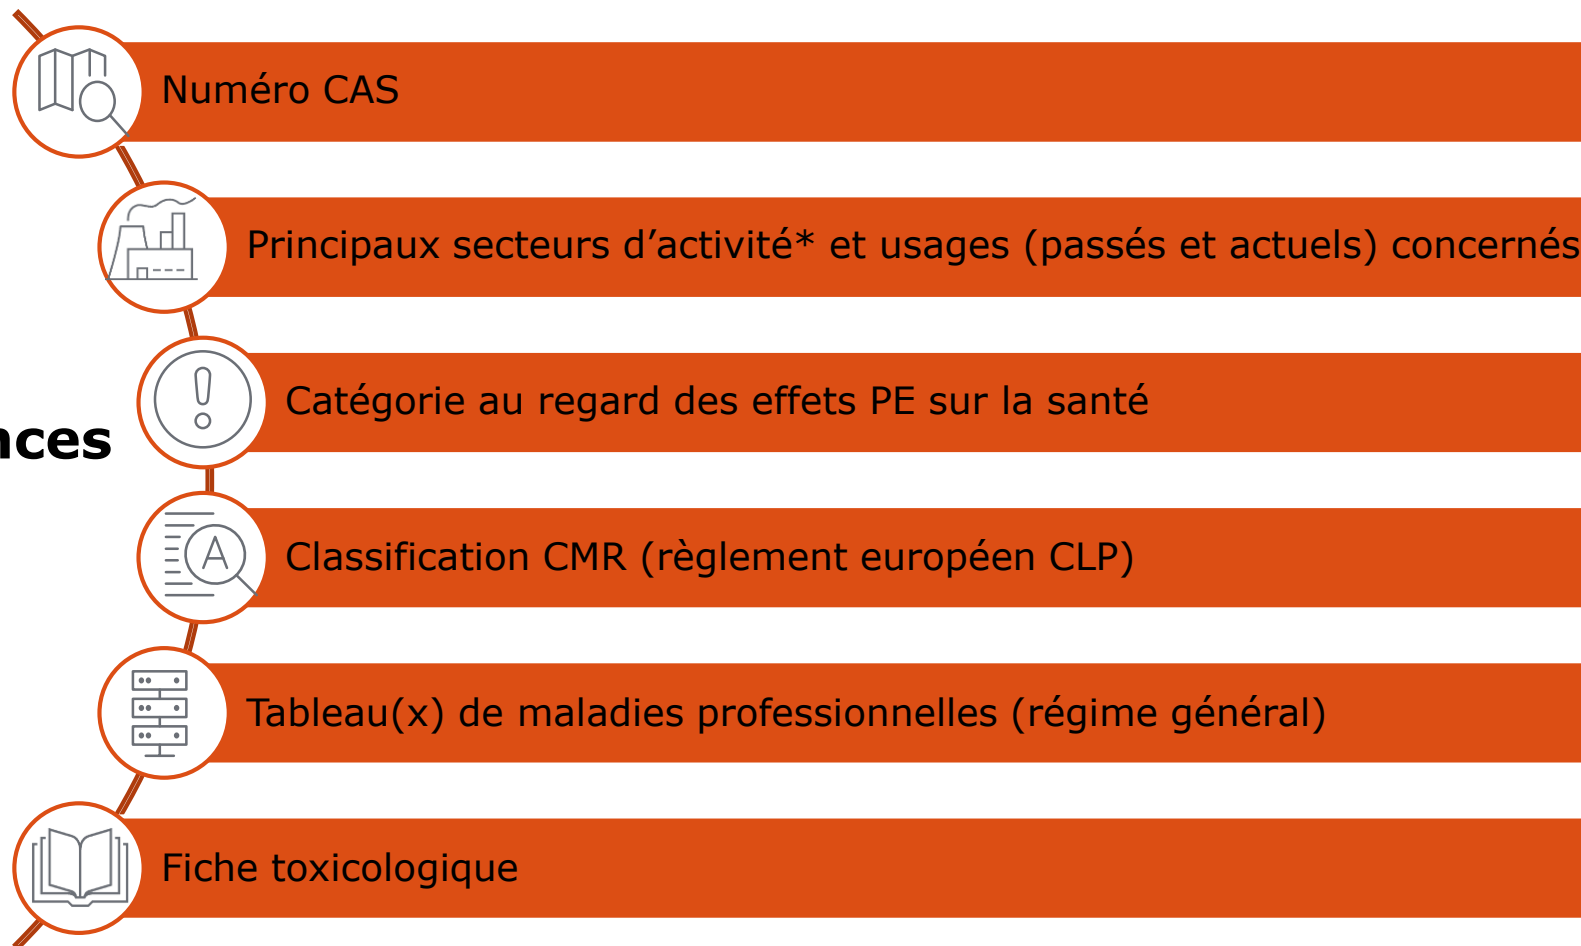 Numéro CAS
Principaux secteurs d’activité* et usages (passés et actuels) concernés
Catégorie au regard des effets PE sur la santé
Classification CMR (règlement européen CLP)
Tableau(x) de maladies professionnelles (régime général)
Fiche toxicologique